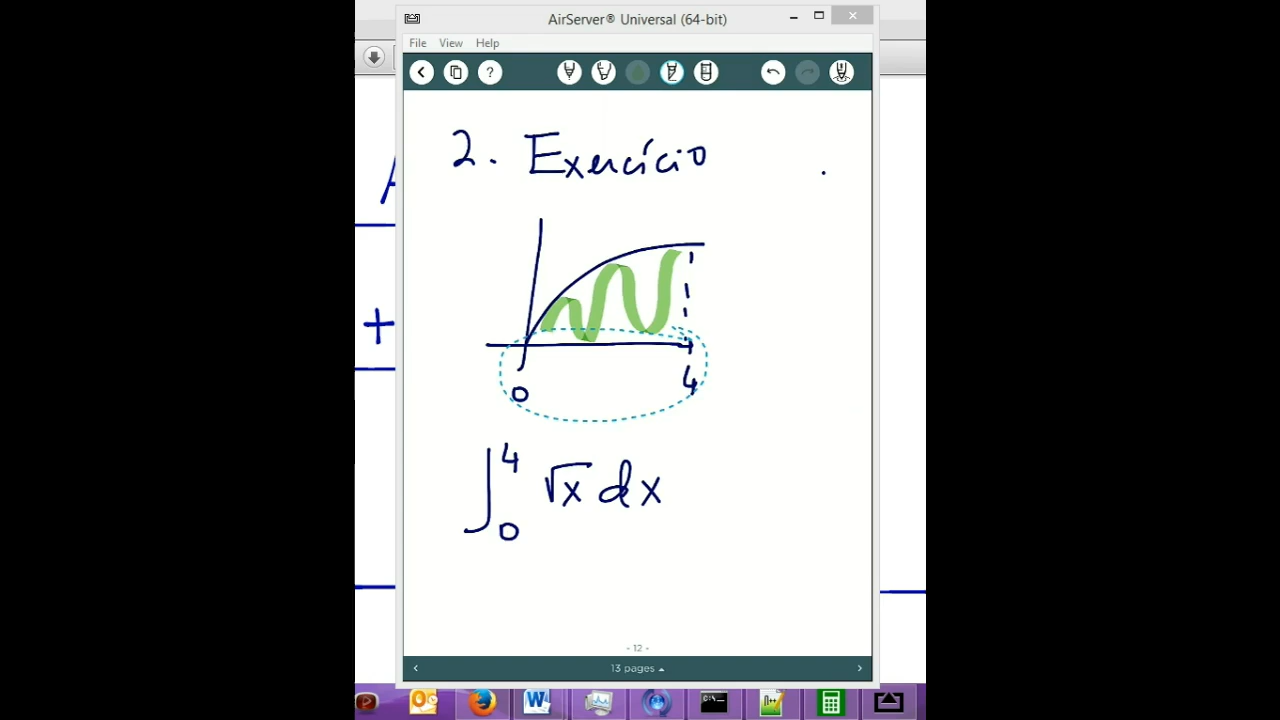 AirServer® Universal (64-bit)
File View Help
?
2. Exercício
0 4
∫₀⁴ √x dx
- 12 -
13 pages
+